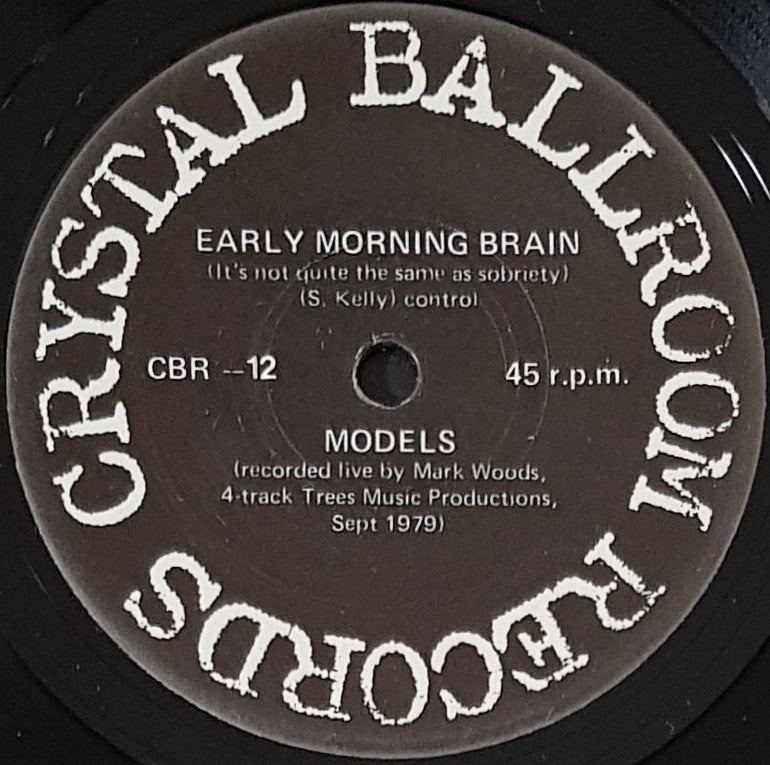 CRYSTAL BALLROOM RECORDS
EARLY MORNING BRAIN
(It's not quite the same as sobriety)
(S. Kelly) control
CBR --12
45 r.p.m.
MODELS
(recorded live by Mark Woods,
4-track Trees Music Productions,
Sept 1979)